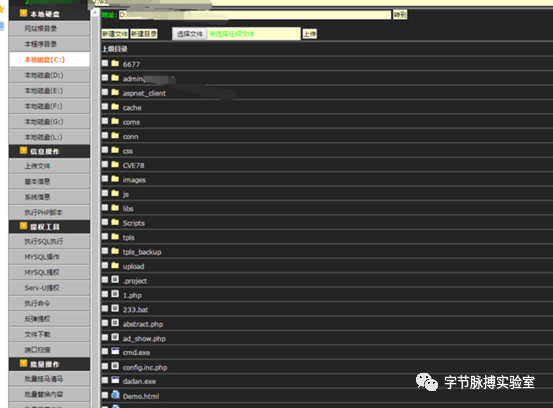 本地硬盘
网站根目录
本程序目录
本地磁盘(C:)
本地磁盘(D:)
本地磁盘(E:)
本地磁盘(F:)
本地磁盘(G:)
本地磁盘(L:)
信息操作
上传文件
基本信息
系统信息
执行PHP脚本
提权工具
执行SQL执行
MYSQL操作
MYSQL提权
Serv-U提权
执行命令
反弹提权
文件下载
端口扫描
批量操作
批量挂马清马
批量替换内容
地址: D: 转到
新建文件 新建目录 选择文件 未选择任何文件 上传
上级目录
6677
admin
aspnet_client
cache
coms
conn
css
CVE78
images
js
libs
Scripts
tpls
tpls_backup
upload
.project
1.php
233.bat
abstract.php
ad_show.php
cmd.exe
config.inc.php
dadan.exe
Demo.html
字节脉搏实验室